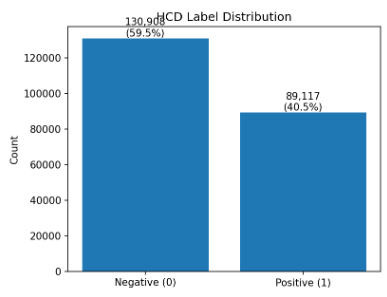 HCD Label Distribution
130,908
(59.5%)
89,117
(40.5%)
120000
100000
80000
60000
40000
20000
0
Count
Negative (0)
Positive (1)